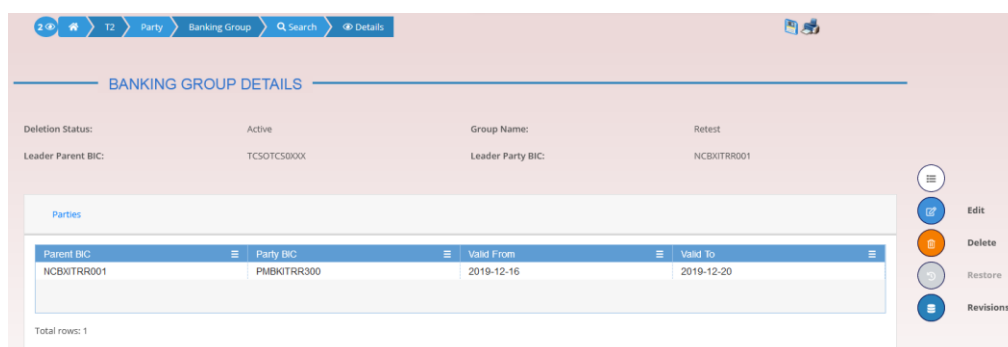 2 T2 Party Banking Group Search Details
BANKING GROUP DETAILS
Deletion Status: Active Group Name: Retest
Leader Parent BIC: TCSOTCS0XXX Leader Party BIC: NCBXITRR001
Parties
Edit
Delete
Restore
Revisions
Parent BIC Party BIC Valid From Valid To
NCBXITRR001 PMBKITRR300 2019-12-16 2019-12-20
Total rows: 1